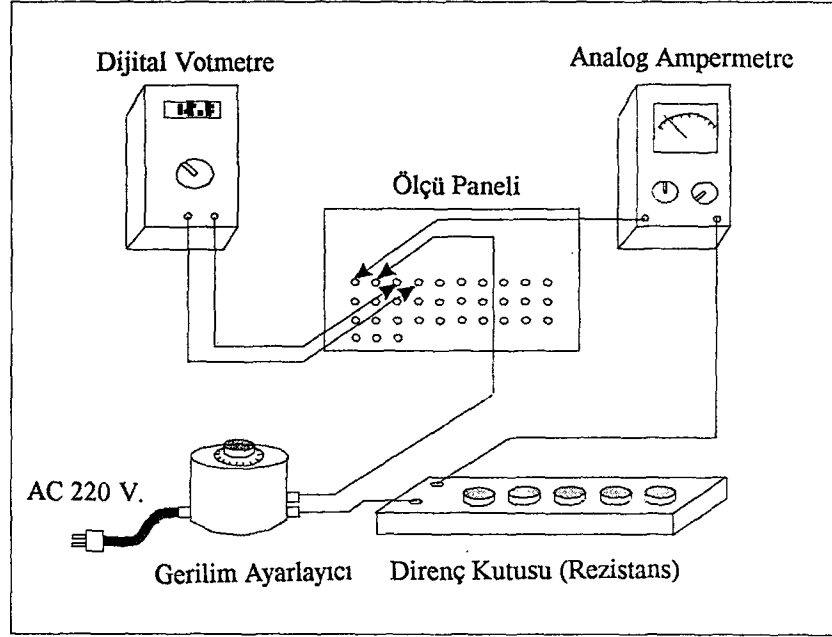 Dijital Votmetre
Analog Ampermetre
Ölçü Paneli
AC 220 V.
Gerilim Ayarlayıcı
Direnç Kutusu (Rezistans)